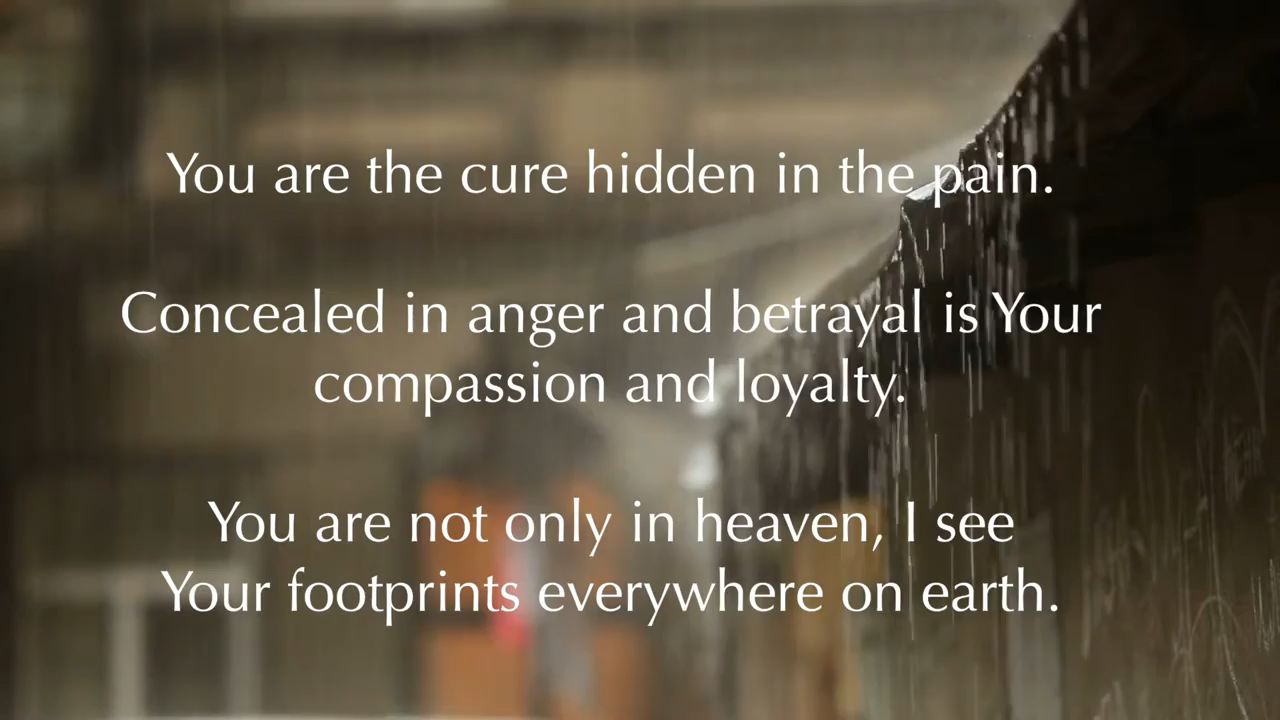 You are the cure hidden in the pain.
Concealed in anger and betrayal is Your
compassion and loyalty.
You are not only in heaven, I see
Your footprints everywhere on earth.